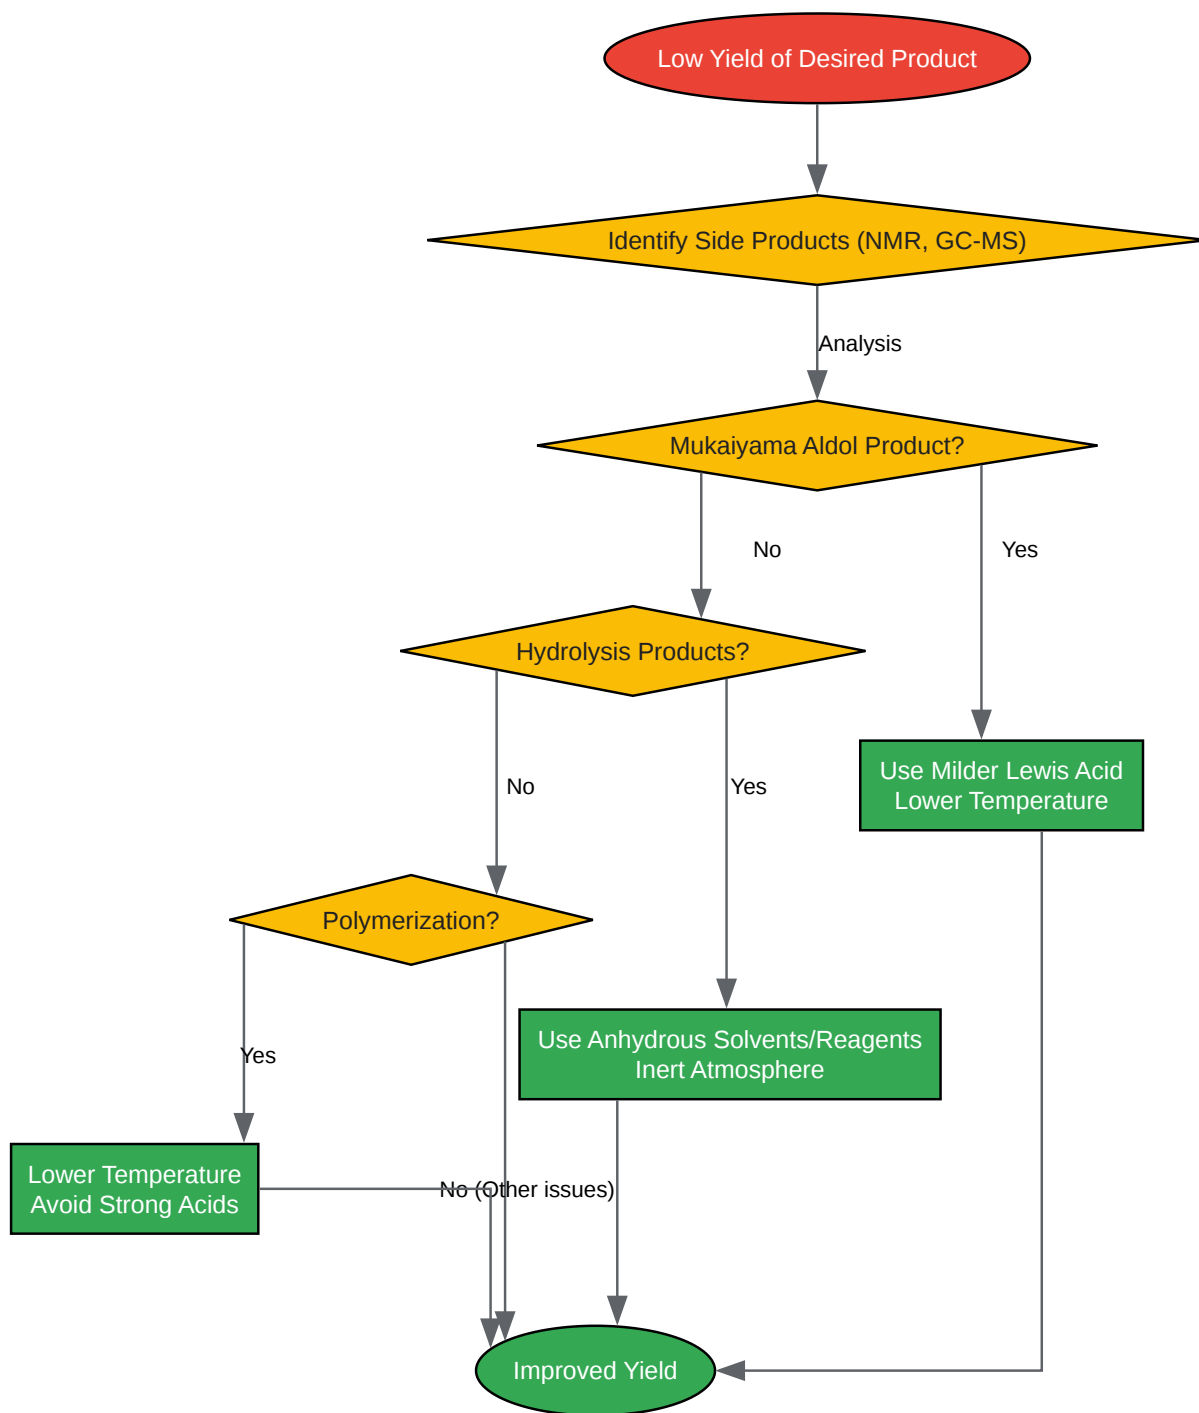 Low Yield of Desired Product
Identify Side Products (NMR, GC-MS)
Analysis
Mukaiyama Aldol Product?
No
Yes
Hydrolysis Products?
Use Milder Lewis Acid
Lower Temperature
No
Yes
Polymerization?
Use Anhydrous Solvents/Reagents
Inert Atmosphere
Yes
Lower Temperature
Avoid Strong Acids
No (Other issues)
Improved Yield